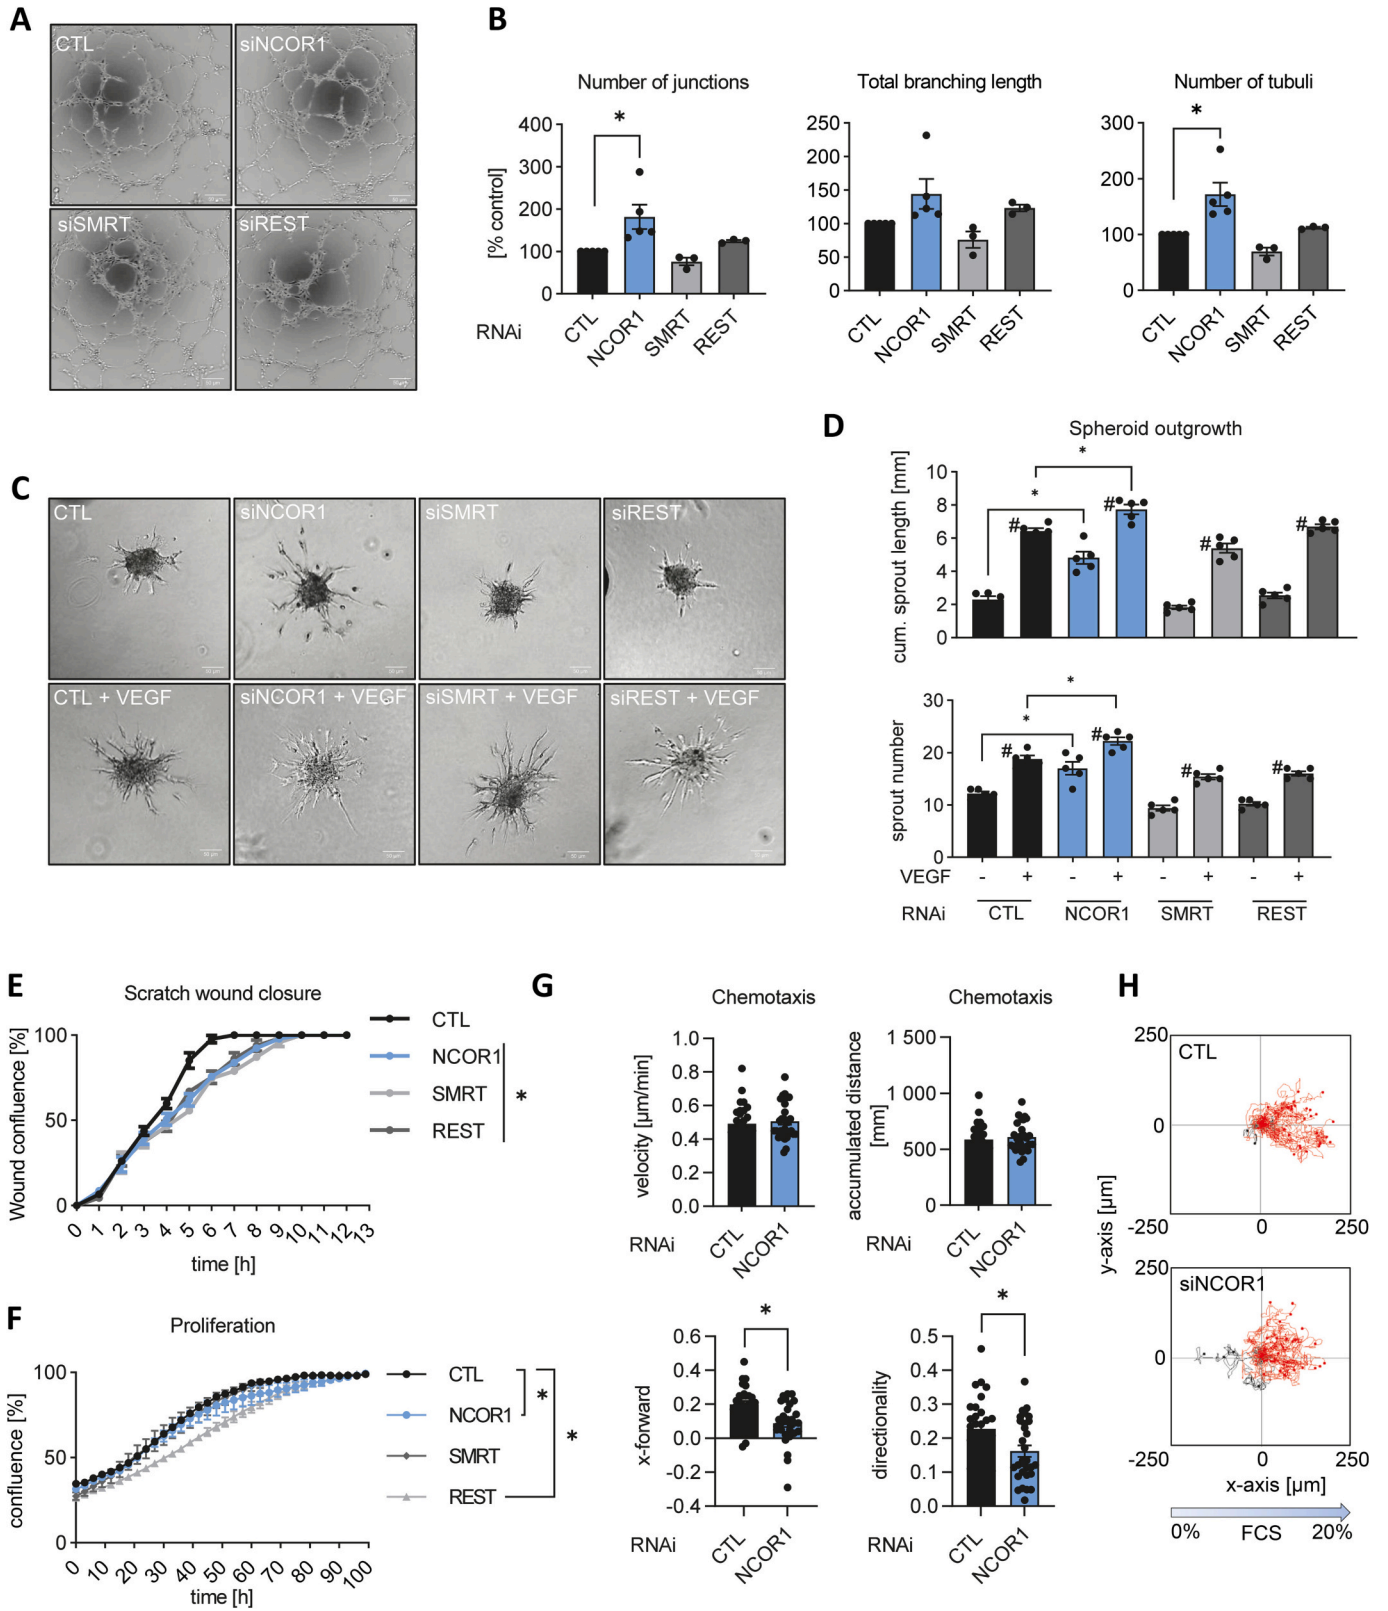 A
CTL
siNCOR1
siSMRT
siREST
B
Number of junctions
*
400
300
200
100
0
[% control]
RNAi
CTL
NCOR1
SMRT
REST
Total branching length
250
200
150
100
50
0
CTL
NCOR1
SMRT
REST
Number of tubuli
*
300
200
100
0
CTL
NCOR1
SMRT
REST
C
CTL
siNCOR1
siSMRT
siREST
CTL + VEGF
siNCOR1 + VEGF
siSMRT + VEGF
siREST + VEGF
D
Spheroid outgrowth
cum. sprout length [mm]
10
8
6
4
2
0
*
*
#
#
#
#
sprout number
30
20
10
0
*
*
#
#
#
#
VEGF - + - + - + - +
RNAi CTL NCOR1 SMRT REST
E
Scratch wound closure
Wound confluence [%]
100
50
0
0 1 2 3 4 5 6 7 8 9 10 11 12 13
time [h]
CTL
NCOR1
SMRT
REST
*
F
Proliferation
confluence [%]
100
50
0
0 10 20 30 40 50 60 70 80 90 100
time [h]
CTL
NCOR1
SMRT
REST
*
*
G
Chemotaxis
velocity [µm/min]
1.0
0.8
0.6
0.4
0.2
0.0
RNAi
CTL
NCOR1
Chemotaxis
accumulated distance
[mm]
1 500
1 000
500
0
RNAi
CTL
NCOR1
x-forward
0.6
0.4
0.2
0.0
-0.2
-0.4
*
RNAi
CTL
NCOR1
directionality
0.5
0.4
0.3
0.2
0.1
0.0
*
RNAi
CTL
NCOR1
H
250
CTL
0
-250
0
250
y-axis [µm]
250
siNCOR1
0
-250
0
250
x-axis [µm]
0% FCS 20%